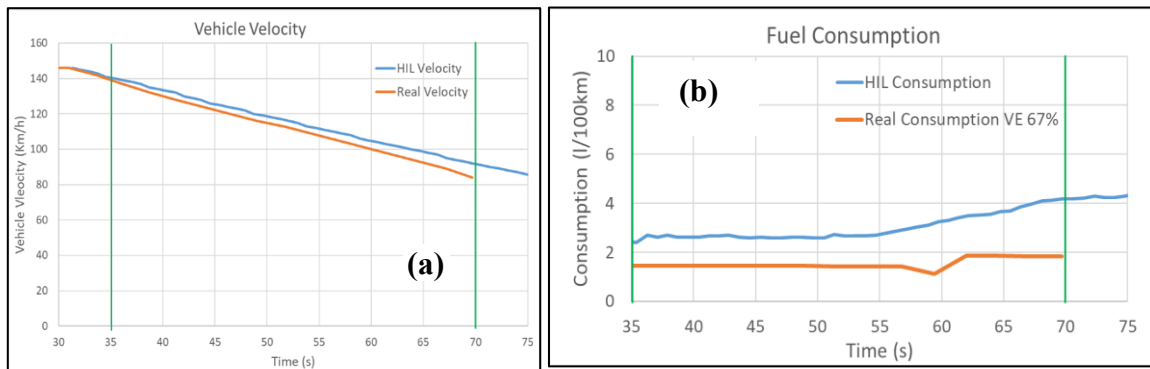 Vehicle Velocity
HIL Velocity
Real Velocity
Vehicle Vleocity (Km/h)
160
140
120
100
80
60
40
20
0
30 35 40 45 50 55 60 65 70 75
Time (s)
(a)
Fuel Consumption
(b)
HIL Consumption
Real Consumption VE 67%
Consumption (l/100km)
10
8
6
4
2
0
35 40 45 50 55 60 65 70 75
Time (s)